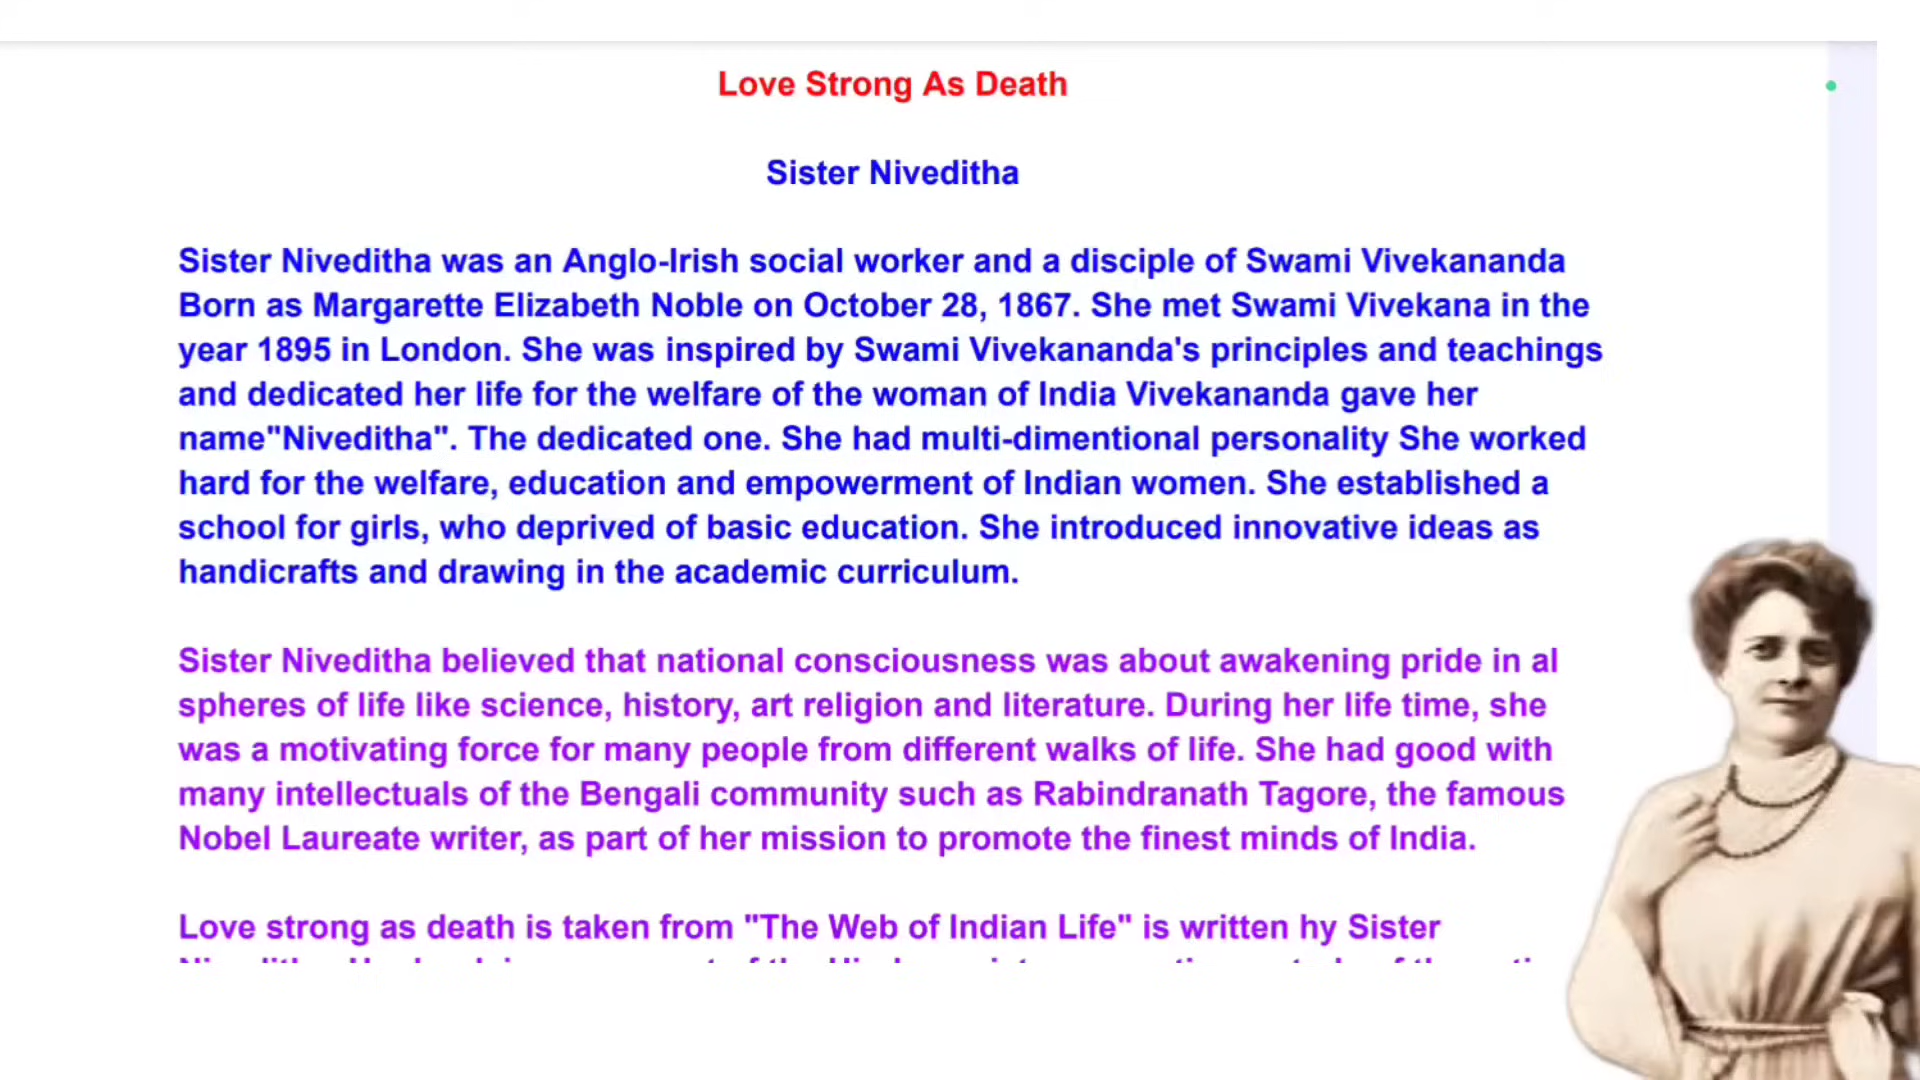 Love Strong As Death
Sister Niveditha
Sister Niveditha was an Anglo-Irish social worker and a disciple of Swami Vivekananda
Born as Margarette Elizabeth Noble on October 28, 1867. She met Swami Vivekana in the
year 1895 in London. She was inspired by Swami Vivekananda's principles and teachings
and dedicated her life for the welfare of the woman of India Vivekananda gave her
name"Niveditha". The dedicated one. She had multi-dimentional personality She worked
hard for the welfare, education and empowerment of Indian women. She established a
school for girls, who deprived of basic education. She introduced innovative ideas as
handicrafts and drawing in the academic curriculum.
Sister Niveditha believed that national consciousness was about awakening pride in al
spheres of life like science, history, art religion and literature. During her life time, she
was a motivating force for many people from different walks of life. She had good with
many intellectuals of the Bengali community such as Rabindranath Tagore, the famous
Nobel Laureate writer, as part of her mission to promote the finest minds of India.
Love strong as death is taken from "The Web of Indian Life" is written hy Sister